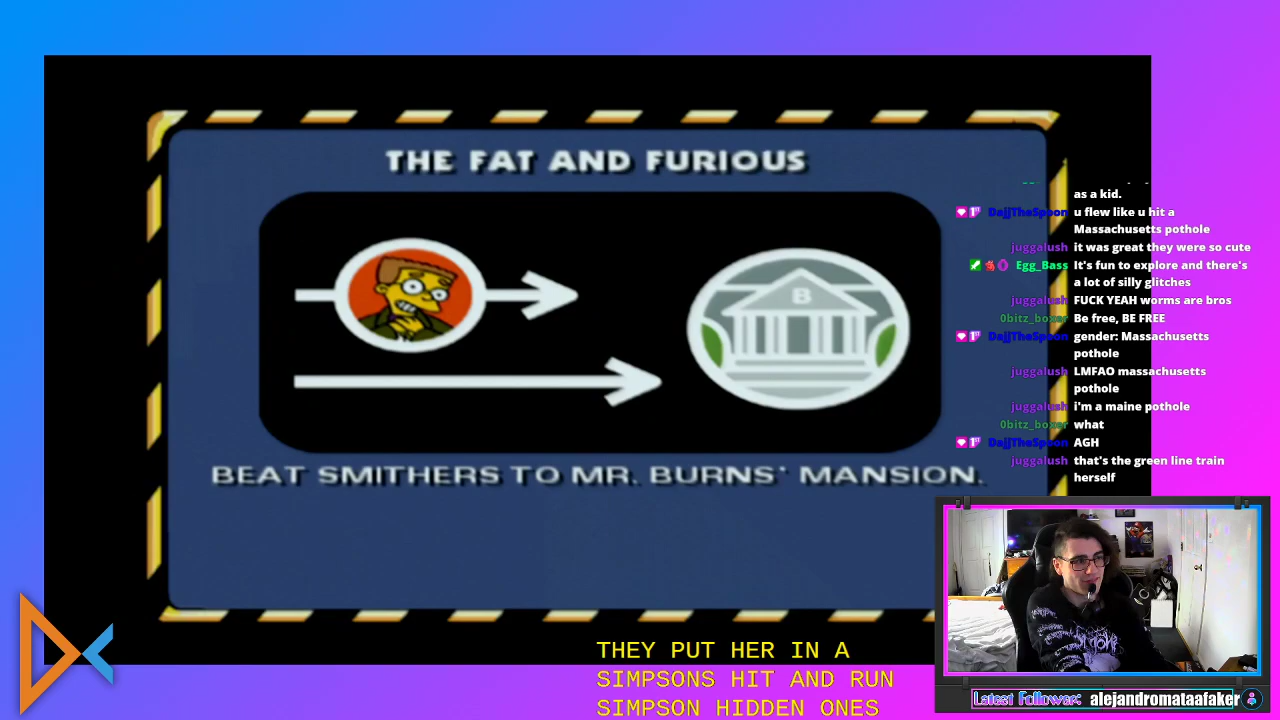 THE FAT AND FURIOUS
B
BEAT SMITHERS TO MR. BURNS' MANSION.
as a kid.
DajjTheSpoon u flew like u hit a
Massachusetts pothole
juggalush it was great they were so cute
Egg_Bass It's fun to explore and there's
a lot of silly glitches
juggalush FUCK YEAH worms are bros
0bitz_boxer Be free, BE FREE
DajjTheSpoon gender: Massachusetts
pothole
juggalush LMFAO massachusetts
pothole
juggalush i'm a maine pothole
0bitz_boxer what
DajjTheSpoon AGH
juggalush that's the green line train
herself
THEY PUT HER IN A
SIMPSONS HIT AND RUN
SIMPSON HIDDEN ONES
Latest Follower: alejandromataafaker